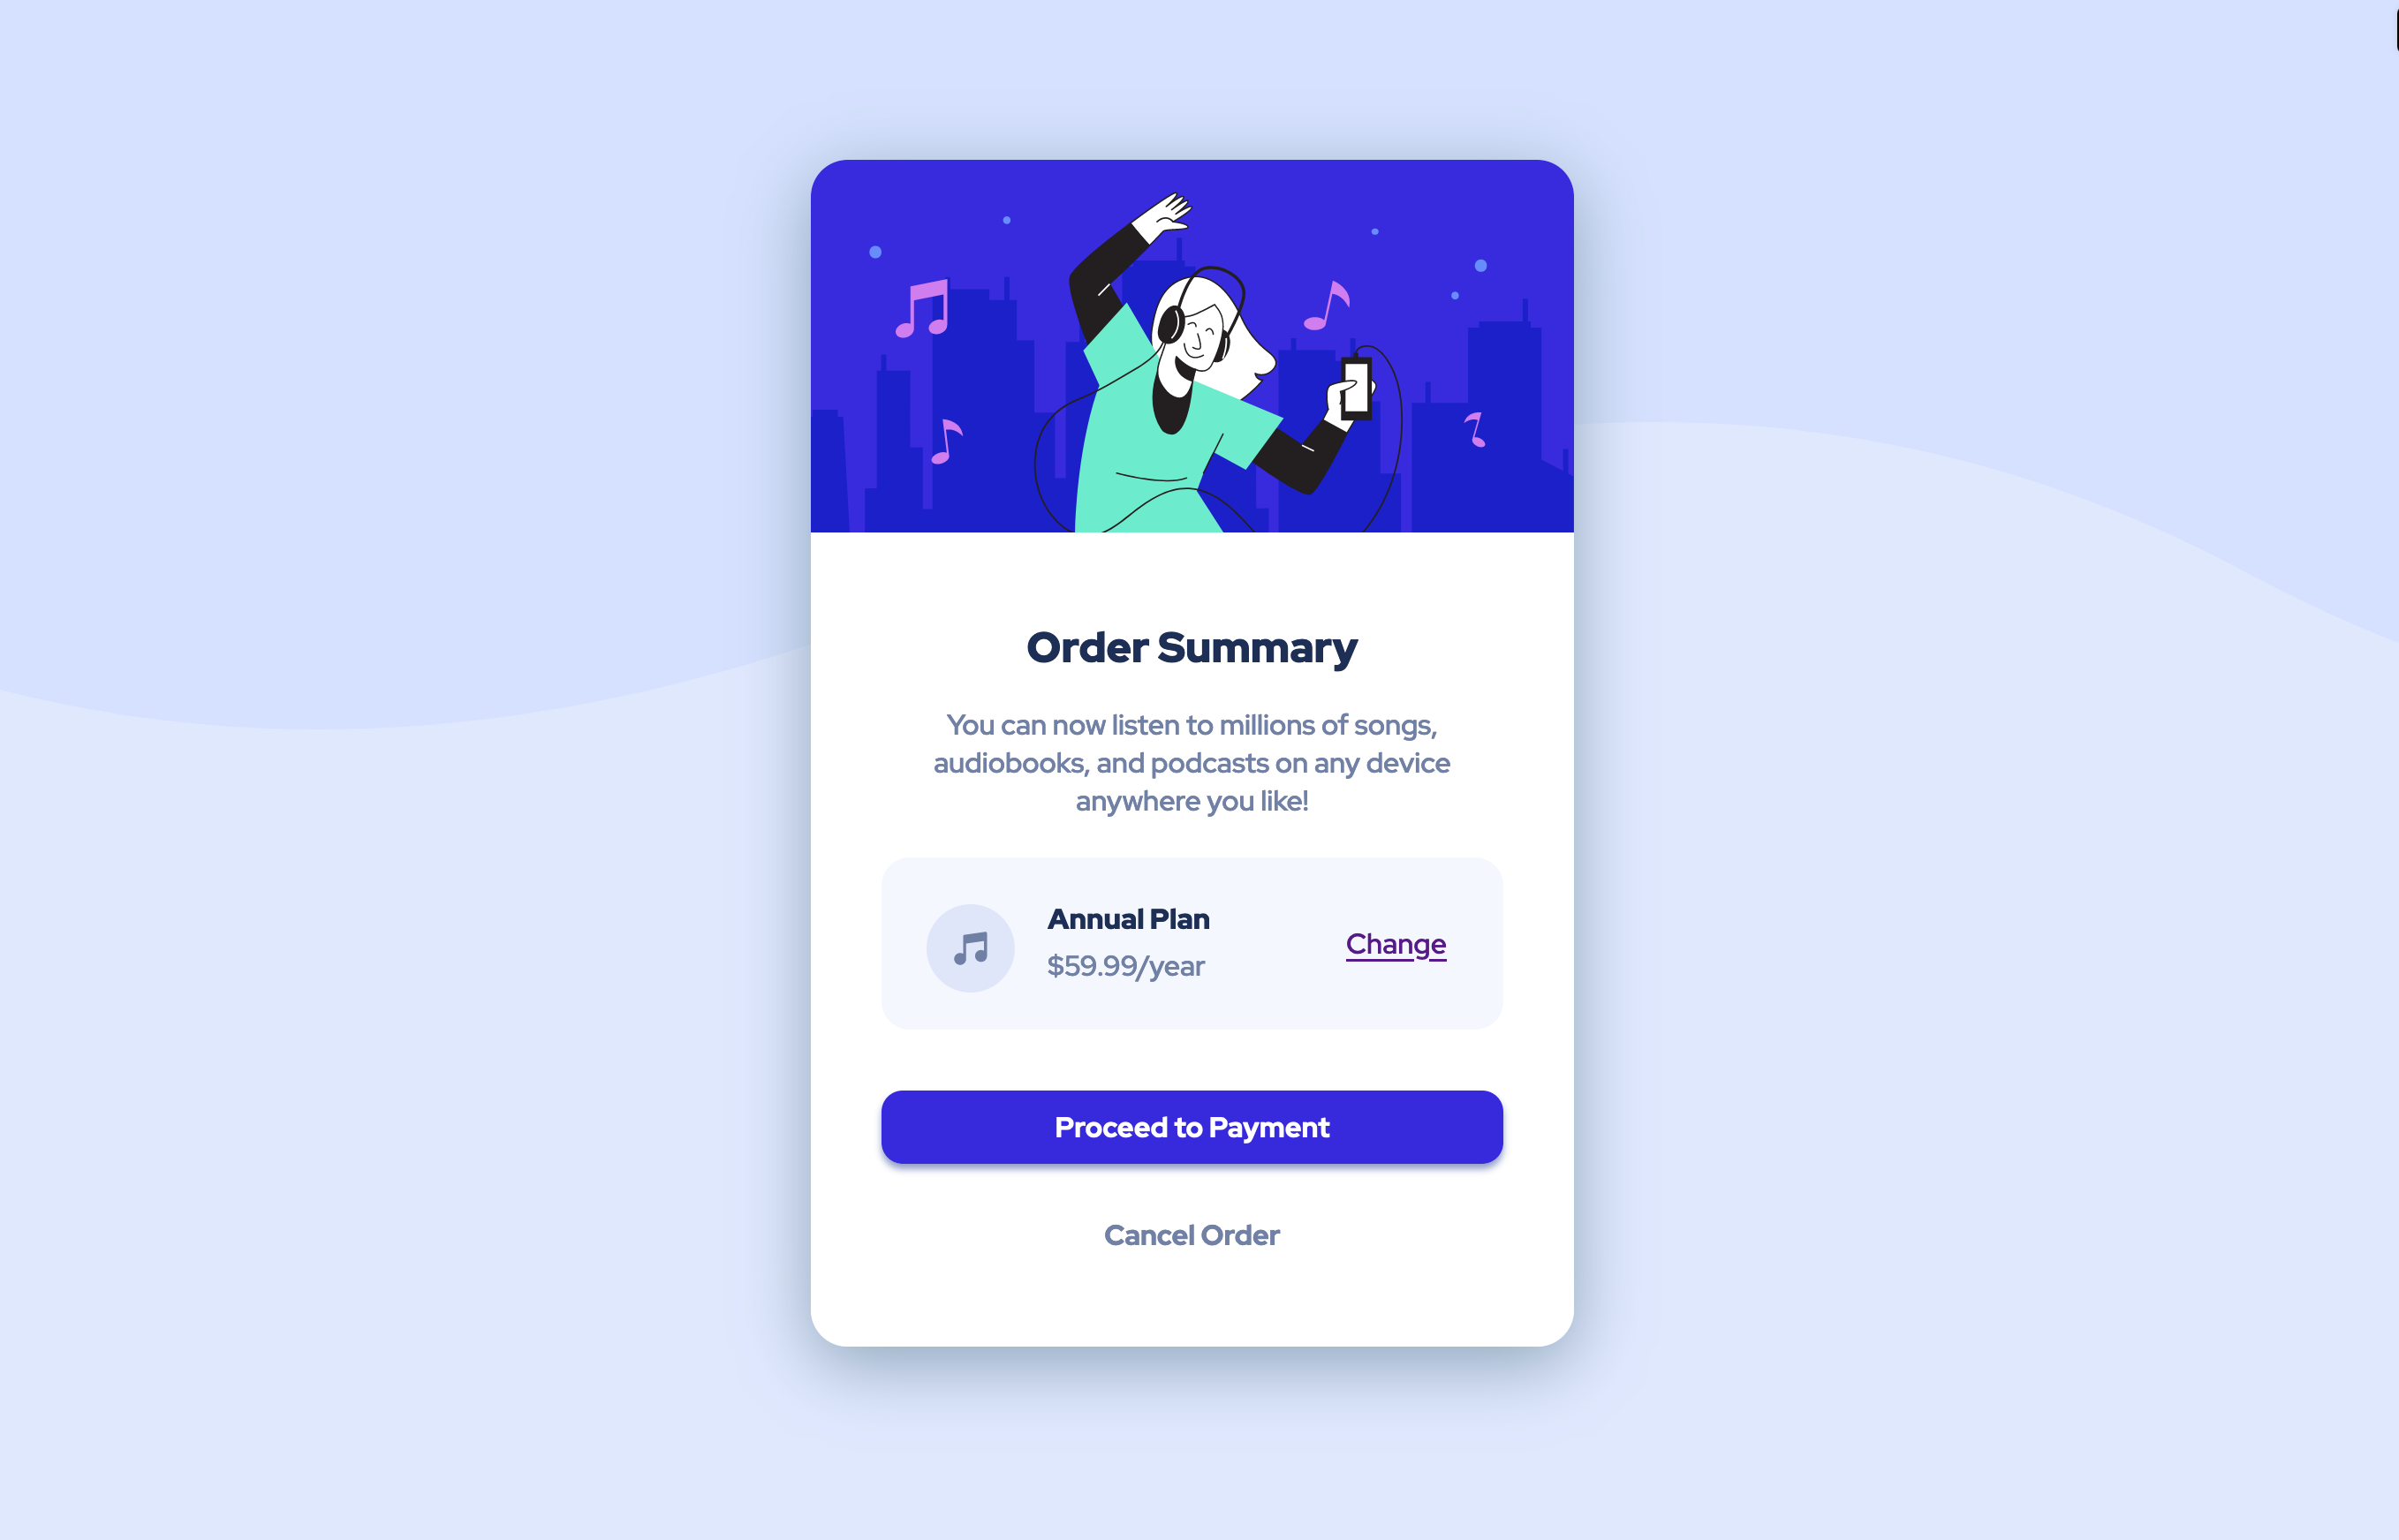 Order Summary
You can now listen to millions of songs,
audiobooks, and podcasts on any device
anywhere you like!
Annual Plan
$59.99/year
Change
Proceed to Payment
Cancel Order